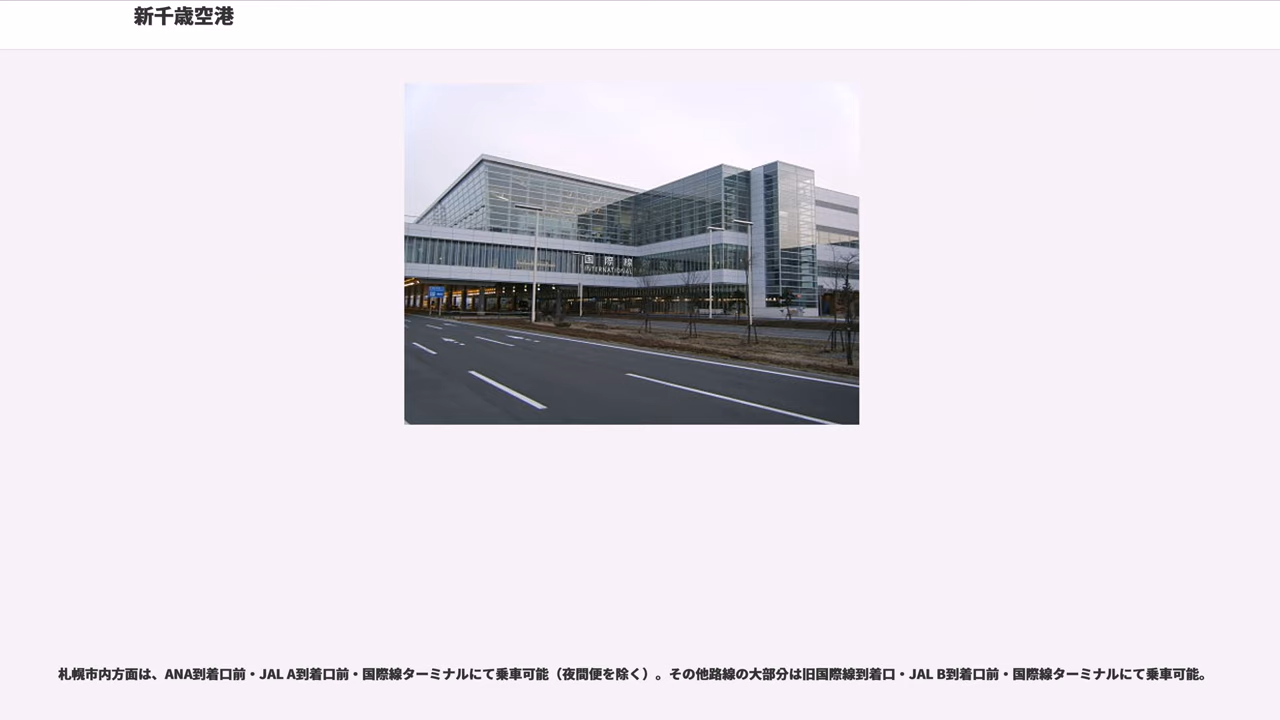 新千歳空港
国際線
INTERNATIONAL
札幌市内方面は、ANA到着口前・JAL A到着口前・国際線ターミナルにて乗車可能（夜間便を除く）。その他路線の大部分は旧国際線到着口・JAL B到着口前・国際線ターミナルにて乗車可能。